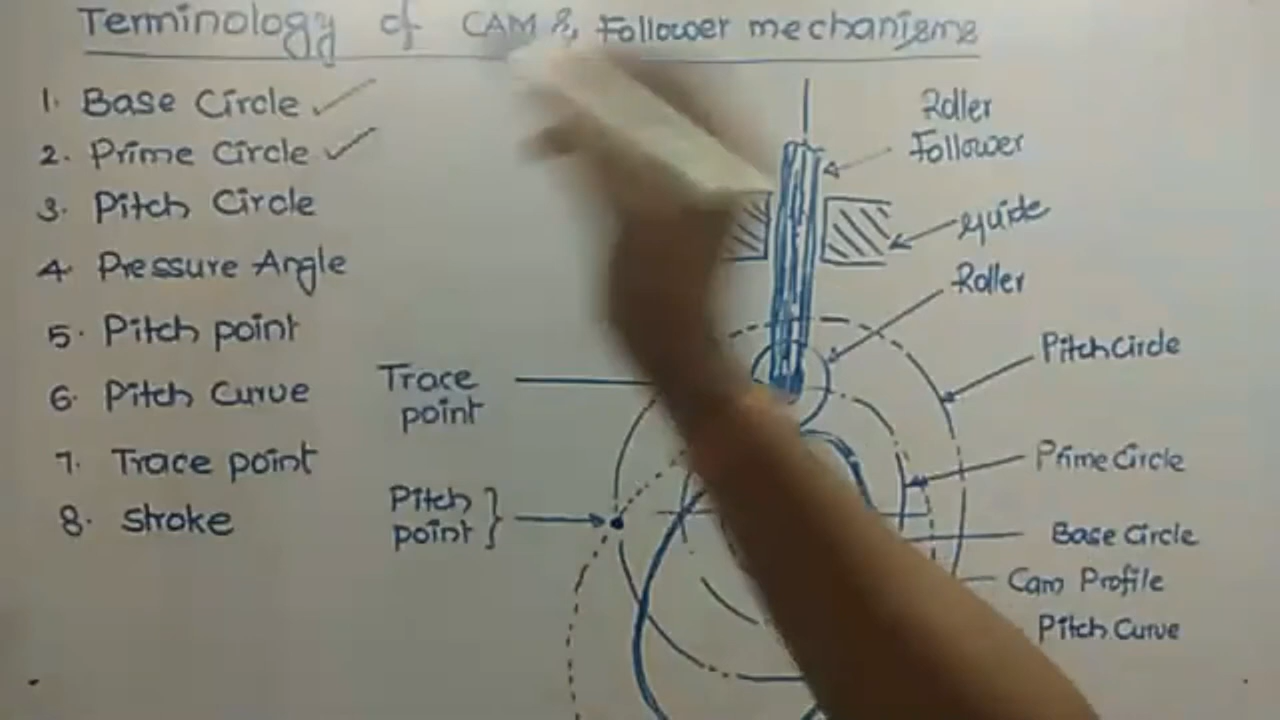 Terminology of CAM &, Follower mechanisms
1. Base Circle ✓
2. Prime Circle ✓
3. Pitch Circle
4. Pressure Angle
5. Pitch point
6. Pitch Curve
7. Trace point
8. Stroke
Roller
Follower
Guide
Roller
Pitch Circle
Trace
point
Prime Circle
Pitch
point
Base Circle
Cam Profile
Pitch Curve